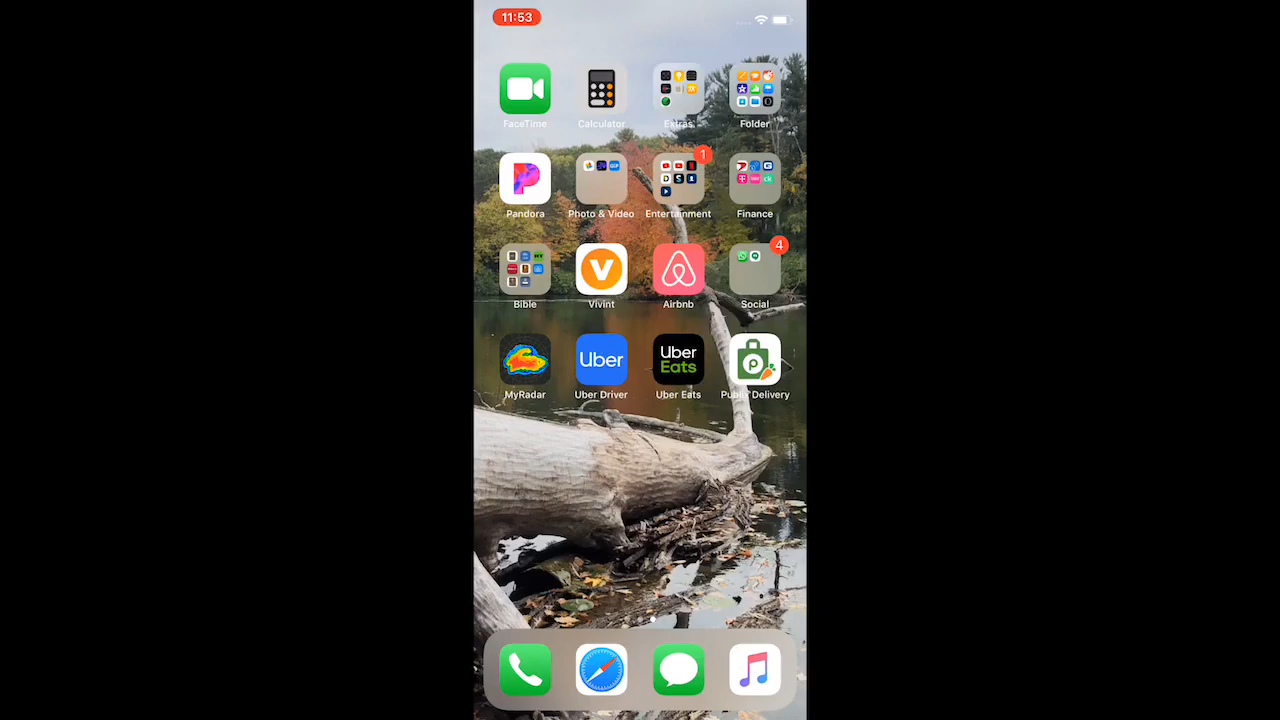 11:53
FaceTime
Calculator
Extras
Folder
1
Pandora
Photo & Video
Entertainment
Finance
4
Bible
Vivint
Airbnb
Social
Uber
Uber
Eats
MyRadar
Uber Driver
Uber Eats
Publix Delivery